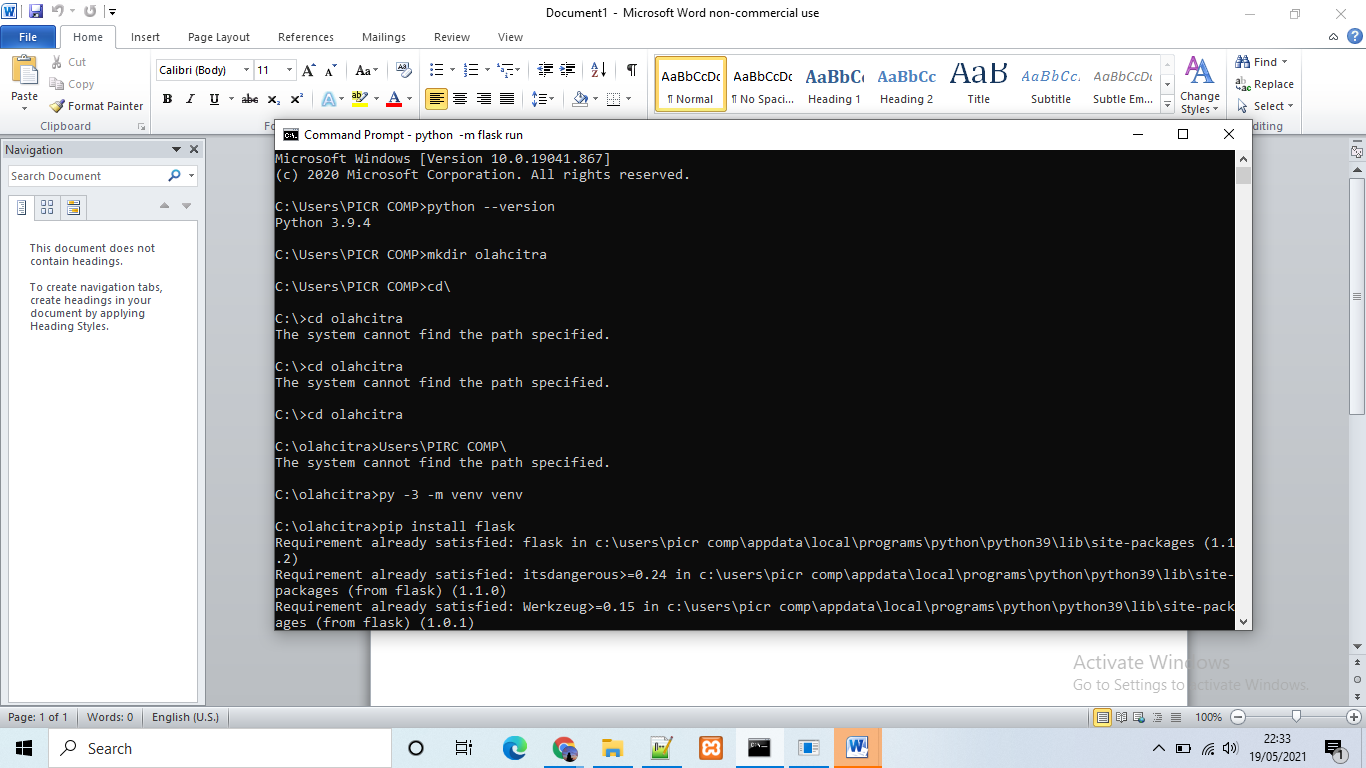 Document1 - Microsoft Word non-commercial use
File Home Insert Page Layout References Mailings Review View
Paste
Cut
Copy
Format Painter
Clipboard
Calibri (Body) 11
AaBbCcDc AaBbCcDc AaBbCc AaBbCc AaB AaBbCc. AaBbCcDc
¶ Normal ¶ No Spaci... Heading 1 Heading 2 Title Subtitle Subtle Em...
Change
Styles
Find
Replace
Select
diting
Navigation
Search Document
This document does not
contain headings.
To create navigation tabs,
create headings in your
document by applying
Heading Styles.
Command Prompt - python -m flask run
Microsoft Windows [Version 10.0.19041.867]
(c) 2020 Microsoft Corporation. All rights reserved.
C:\Users\PICR COMP>python --version
Python 3.9.4
C:\Users\PICR COMP>mkdir olahcitra
C:\Users\PICR COMP>cd\
C:\>cd olahcitra
The system cannot find the path specified.
C:\>cd olahcitra
The system cannot find the path specified.
C:\>cd olahcitra
C:\olahcitra>Users\PIRC COMP\
The system cannot find the path specified.
C:\olahcitra>py -3 -m venv venv
C:\olahcitra>pip install flask
Requirement already satisfied: flask in c:\users\picr comp\appdata\local\programs\python\python39\lib\site-packages (1.1
.2)
Requirement already satisfied: itsdangerous>=0.24 in c:\users\picr comp\appdata\local\programs\python\python39\lib\site-
packages (from flask) (1.1.0)
Requirement already satisfied: Werkzeug>=0.15 in c:\users\picr comp\appdata\local\programs\python\python39\lib\site-pack
ages (from flask) (1.0.1)
Activate Windows
Go to Settings to activate Windows.
Page: 1 of 1 Words: 0 English (U.S.) 100%
Search
22:33
19/05/2021
1